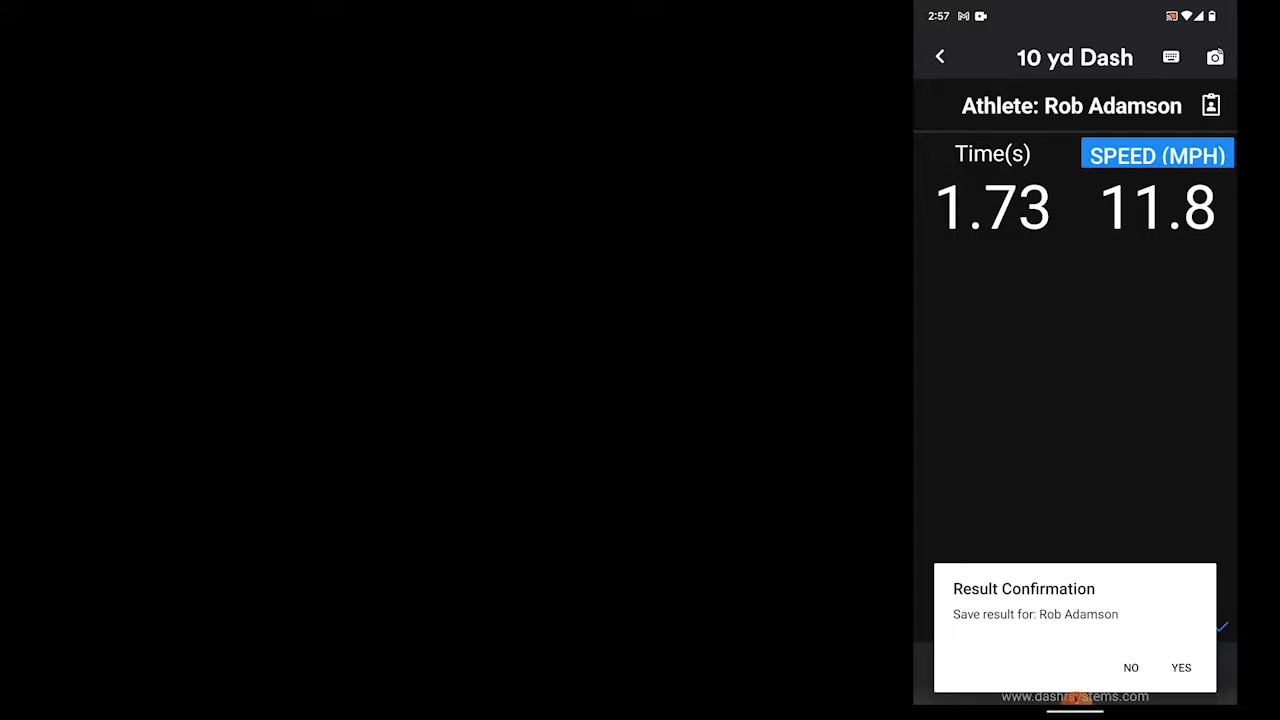 2:57
10 yd Dash
Athlete: Rob Adamson
Time(s) SPEED (MPH)
1.73 11.8
Result Confirmation
Save result for: Rob Adamson
NO YES
www.dashrsystems.com